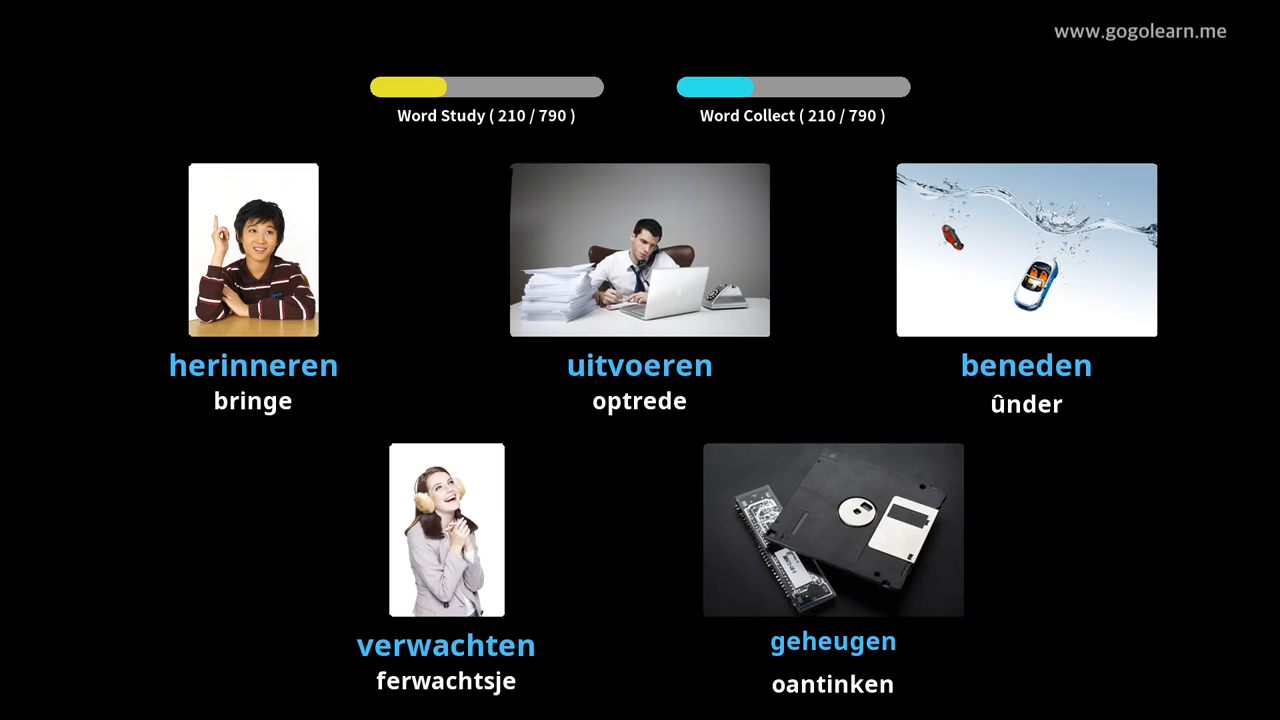 www.gogolearn.me
Word Study ( 210 / 790 )
Word Collect ( 210 / 790 )
herinneren
bringe
uitvoeren
optrede
beneden
ûnder
verwachten
ferwachtsje
geheugen
oantinken